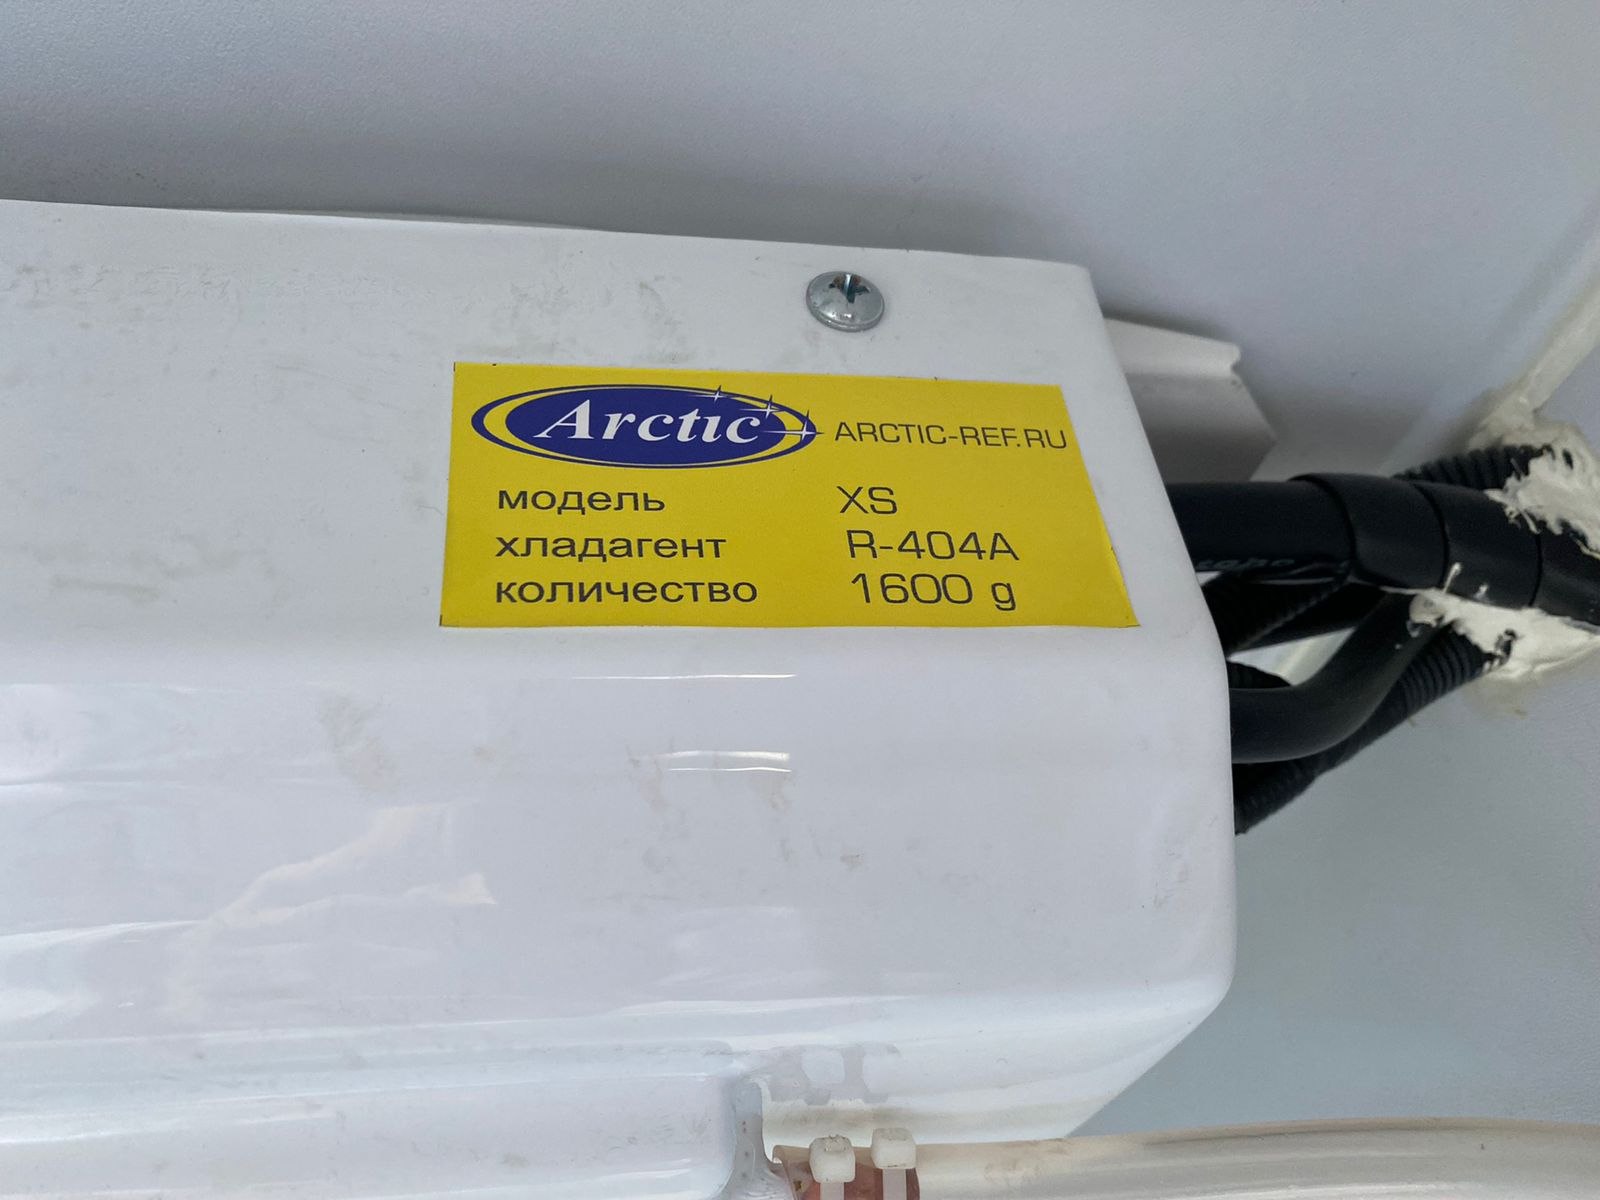 Arctic ARCTIC-REF.RU
модель XS
хладагент R-404A
количество 1600 g